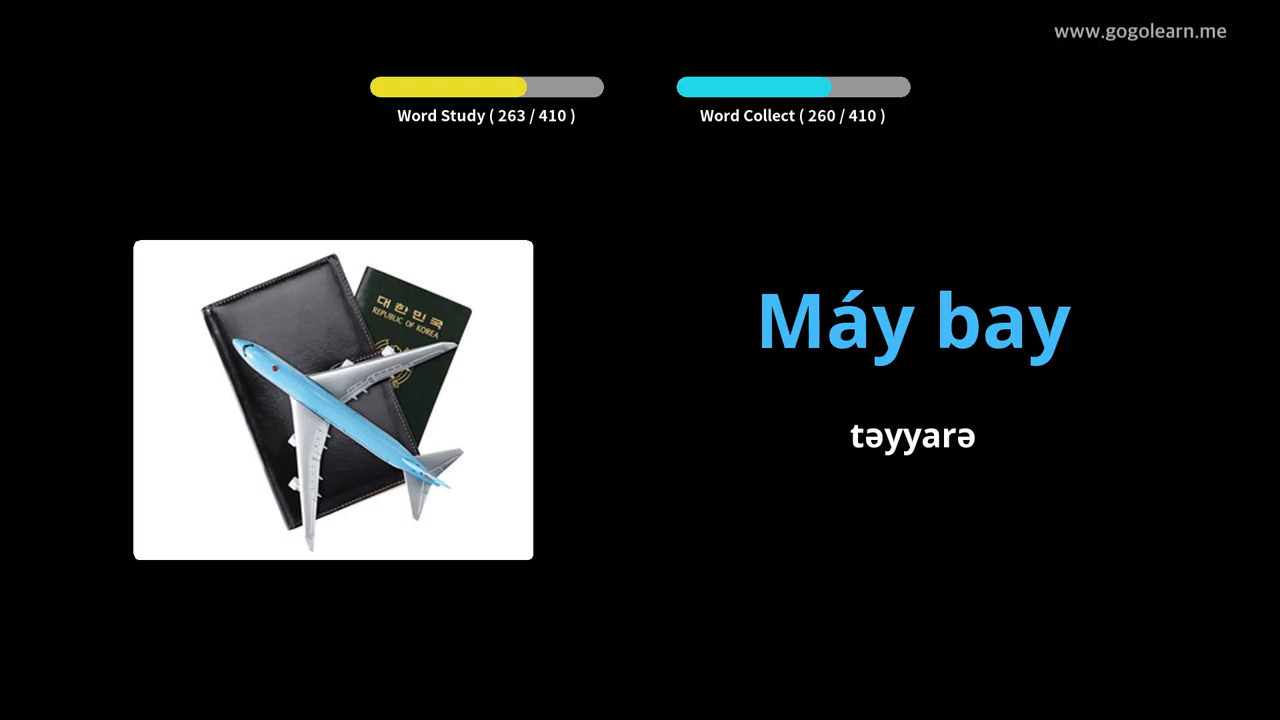 www.gogolearn.me
Word Study ( 263 / 410 )
Word Collect ( 260 / 410 )
대한민국
REPUBLIC OF KOREA
Máy bay
təyyarə